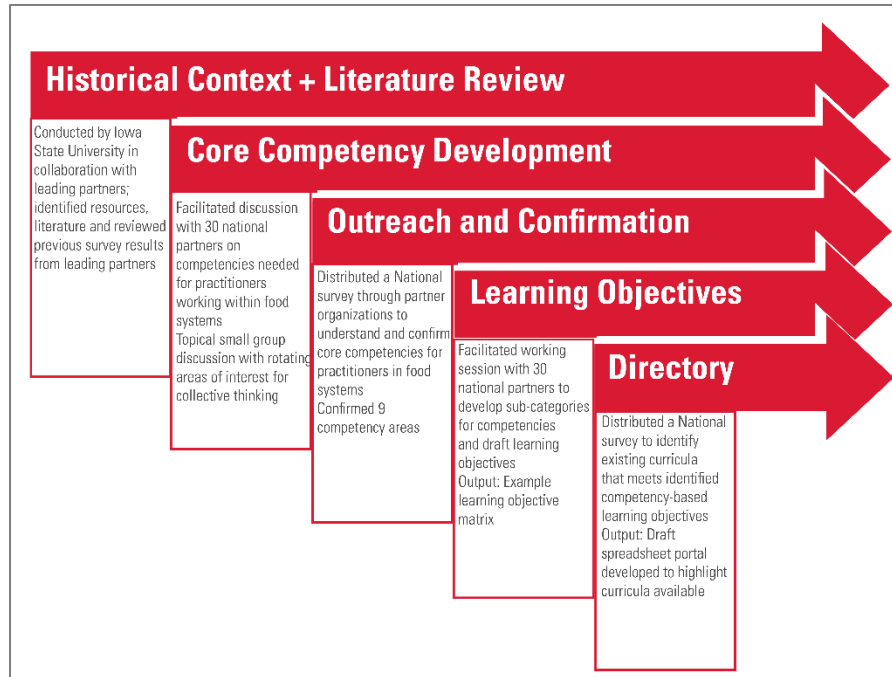 Historical Context + Literature Review
Conducted by Iowa
State University in
collaboration with
leading partners;
identified resources,
literature and reviewed
previous survey results
from leading partners
Core Competency Development
Facilitated discussion
with 30 national
partners on
competencies needed
for practitioners
working within food
systems
Topical small group
discussion with rotating
areas of interest for
collective thinking
Outreach and Confirmation
Distributed a National
survey through partner
organizations to
understand and confirm
core competencies for
practitioners in food
systems
Confirmed 9
competency areas
Learning Objectives
Facilitated working
session with 30
national partners to
develop sub-categories
for competencies
and draft learning
objectives
Output: Example
learning objective
matrix
Directory
Distributed a National
survey to identify
existing curricula
that meets identified
competency-based
learning objectives
Output: Draft
spreadsheet portal
developed to highlight
curricula available